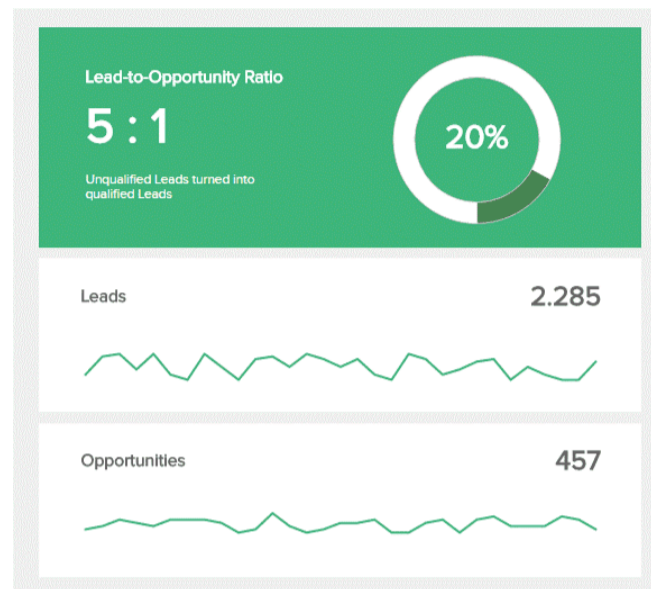 Lead-to-Opportunity Ratio
5 : 1
20%
Unqualified Leads turned into
qualified Leads
Leads
2.285
Opportunities
457